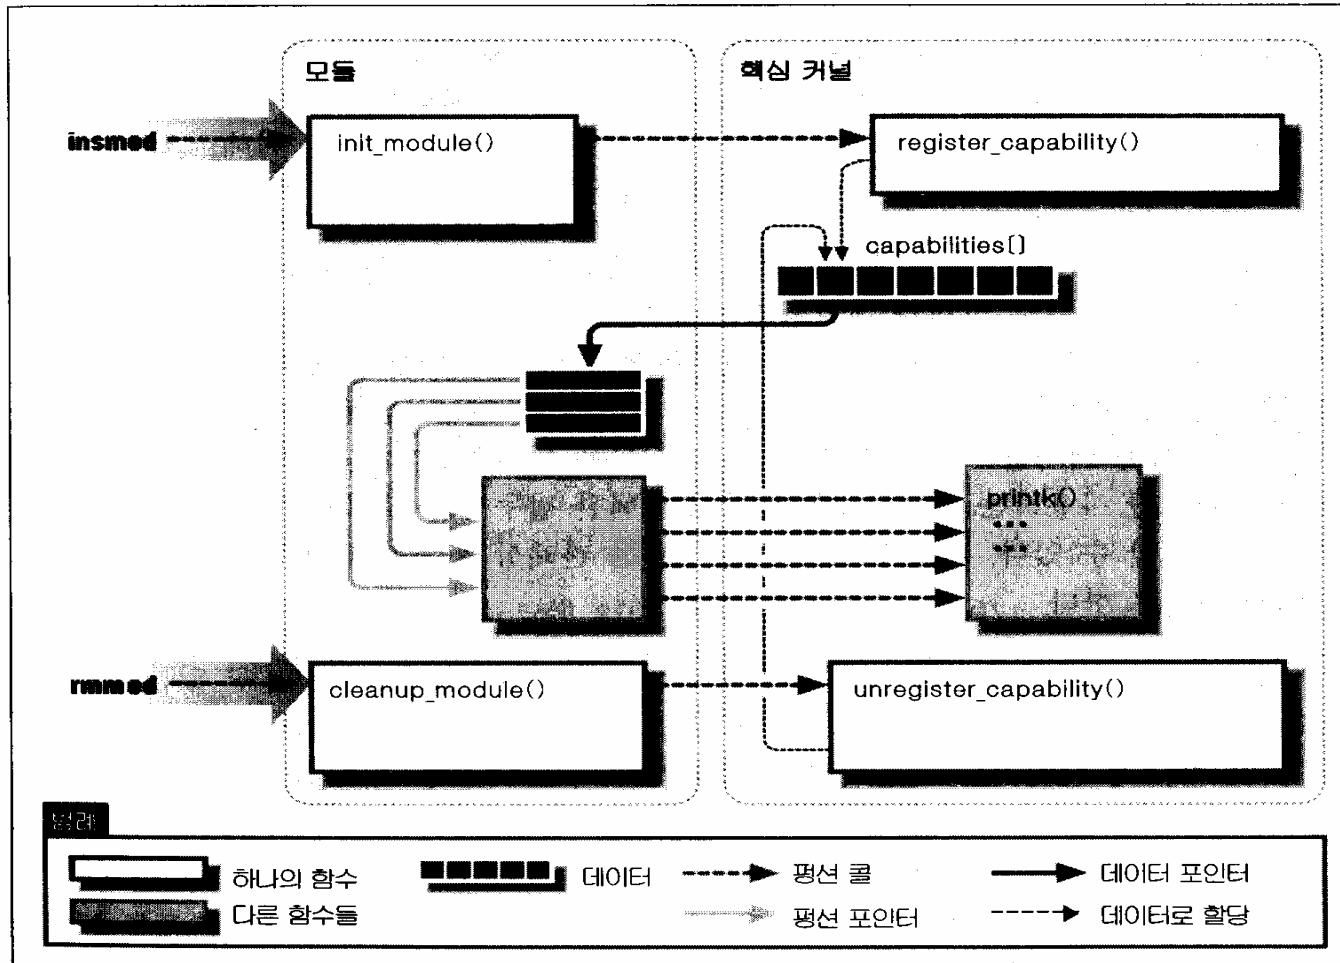 모듈
핵심 커널
insmod
init_module()
register_capability()
capabilities[]
printk()
...
...
rmmod
cleanup_module()
unregister_capability()
범례
하나의 함수
데이터
펑션 콜
데이터 포인터
다른 함수들
펑션 포인터
데이터로 할당